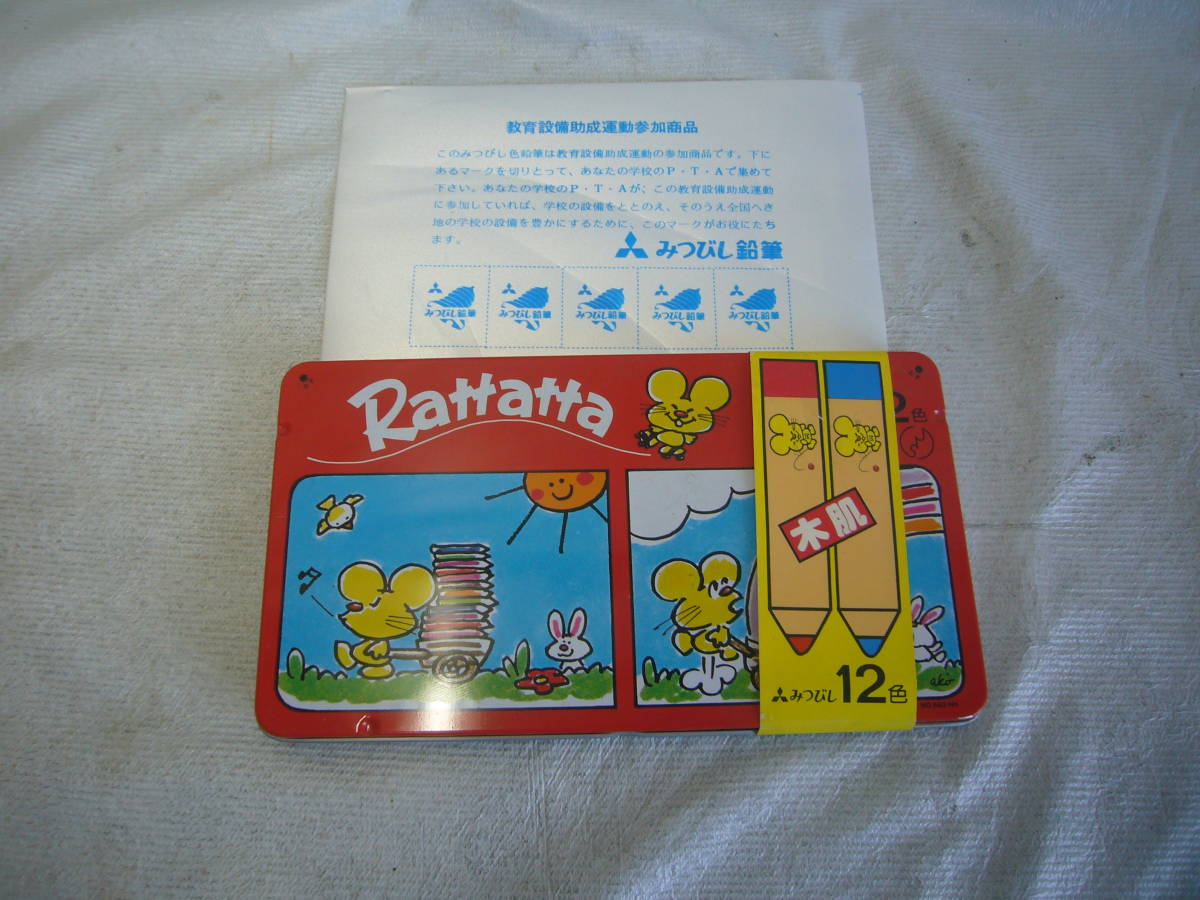 教育設備助成運動参加商品
このみつびし色鉛筆は教育設備助成運動の参加商品です。下に
あるマークを切りとって、あなたの学校のP・T・Aで集めて
下さい。あなたの学校のP・T・Aが、この教育設備助成運動
に参加していれば、学校の設備をととのえ、そのうえ全国へき
地の学校の設備を豊かにするために、このマークがお役にたち
ます。
みつびし鉛筆
みつびし鉛筆 みつびし鉛筆 みつびし鉛筆 みつびし鉛筆 みつびし鉛筆
Rattatta
2色
木肌
みつびし 12色
ako